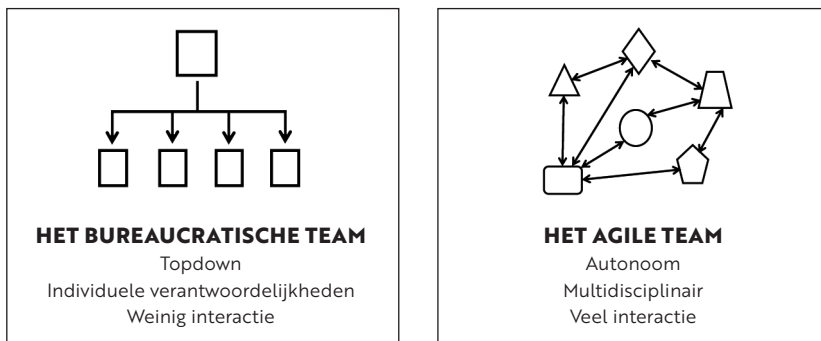 HET BUREAUCRATISCHE TEAM
Topdown
Individuele verantwoordelijkheden
Weinig interactie
HET AGILE TEAM
Autonoom
Multidisciplinair
Veel interactie